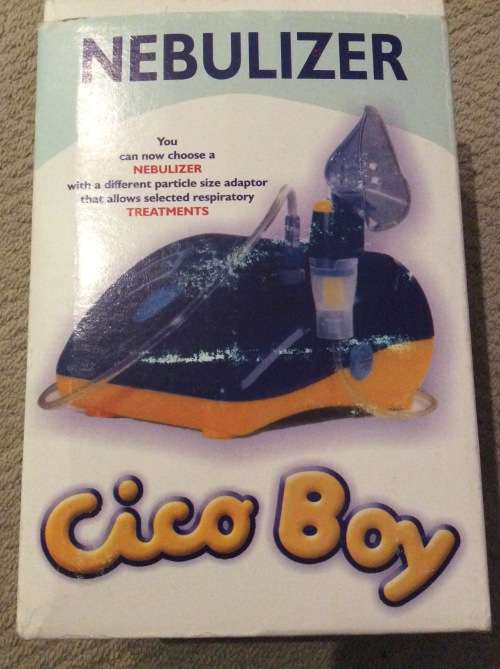 NEBULIZER
You
can now choose a
NEBULIZER
with a different particle size adaptor
that allows selected respiratory
TREATMENTS
Cico Boy